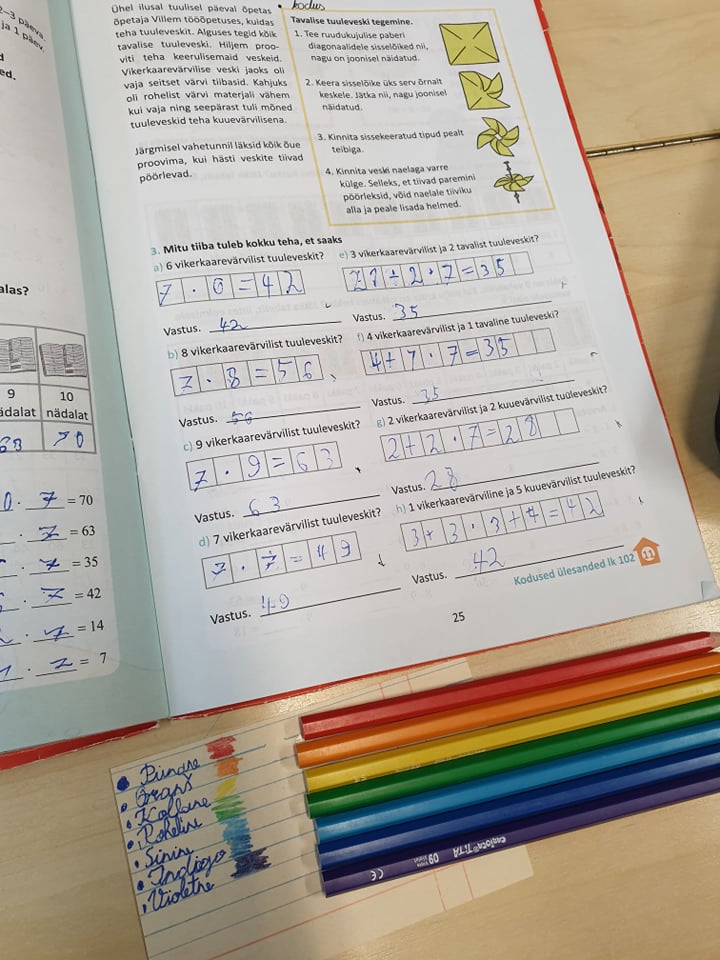 2–3 päeva
ja 1 päev.
ed.
kodus
Ühel ilusal tuulisel päeval õpetas
õpetaja Villem tööõpetuses, kuidas
teha tuuleveskit. Alguses tegid kõik
tavalise tuuleveski. Hiljem proo-
viti teha keerulisemaid veskeid.
Vikerkaarevärvilise veski jaoks oli
vaja seitset värvi tiibasid. Kahjuks
oli rohelist värvi materjali vähem
kui vaja ning seepärast tuli mõned
tuuleveskid teha kuuevärvilisena.
Järgmisel vahetunnil läksid kõik õue
proovima, kui hästi veskite tiivad
pöörlevad.
Tavalise tuuleveski tegemine.
1. Tee ruudukujulise paberi
diagonaalidele sisselõiked nii,
nagu on joonisel näidatud.
2. Keera sisselõike üks serv õrnalt
keskele. Jätka nii, nagu joonisel
näidatud.
3. Kinnita sissekeeratud tipud pealt
teibiga.
4. Kinnita veski naelaga varre
külge. Selleks, et tiivad paremini
pöörleksid, võid naelale tiiviku
alla ja peale lisada helmed.
3. Mitu tiiba tuleb kokku teha, et saaks
a) 6 vikerkaarevärvilist tuuleveskit?
7 · 6 = 42
Vastus. 42
b) 8 vikerkaarevärvilist tuuleveskit?
7 · 8 = 56
Vastus. 56
c) 9 vikerkaarevärvilist tuuleveskit?
7 · 9 = 63
Vastus. 63
d) 7 vikerkaarevärvilist tuuleveskit?
7 · 7 = 49
Vastus. 49
e) 3 vikerkaarevärvilist ja 2 tavalist tuuleveskit?
· 7 = 35
Vastus. 35
f) 4 vikerkaarevärvilist ja 1 tavaline tuuleveski?
4 + 1 · 7 = 35
Vastus. 35
g) 2 vikerkaarevärvilist ja 2 kuuevärvilist tuuleveskit?
2 + 2 · 7 = 28
Vastus. 28
h) 1 vikerkaarevärviline ja 5 kuuevärvilist tuuleveskit?
3 + 3 · 3 + 4 = 42
Vastus. 42
Kodused ülesanded lk 102
11
25
alas?
9
nädalat
10
nädalat
63
70
· 7 = 70
· 7 = 63
· 7 = 35
· 7 = 42
· 7 = 14
· 7 = 7
• Punane
• Oranž
• Kollane
• Roheline
• Sinine
• Indigo
• Violetne
carioca TITA 09
CE